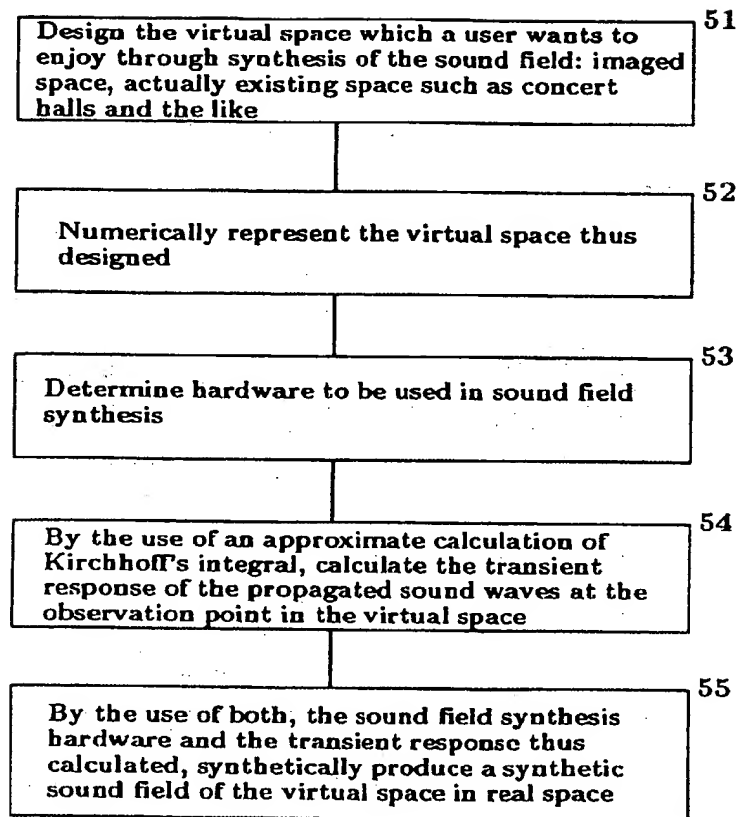 51
Design the virtual space which a user wants to
enjoy through synthesis of the sound field: imaged
space, actually existing space such as concert
halls and the like
52
Numerically represent the virtual space thus
designed
53
Determine hardware to be used in sound field
synthesis
54
By the use of an approximate calculation of
Kirchhoff's integral, calculate the transient
response of the propagated sound waves at the
observation point in the virtual space
55
By the use of both, the sound field synthesis
hardware and the transient response thus
calculated, synthetically produce a synthetic
sound field of the virtual space in real space